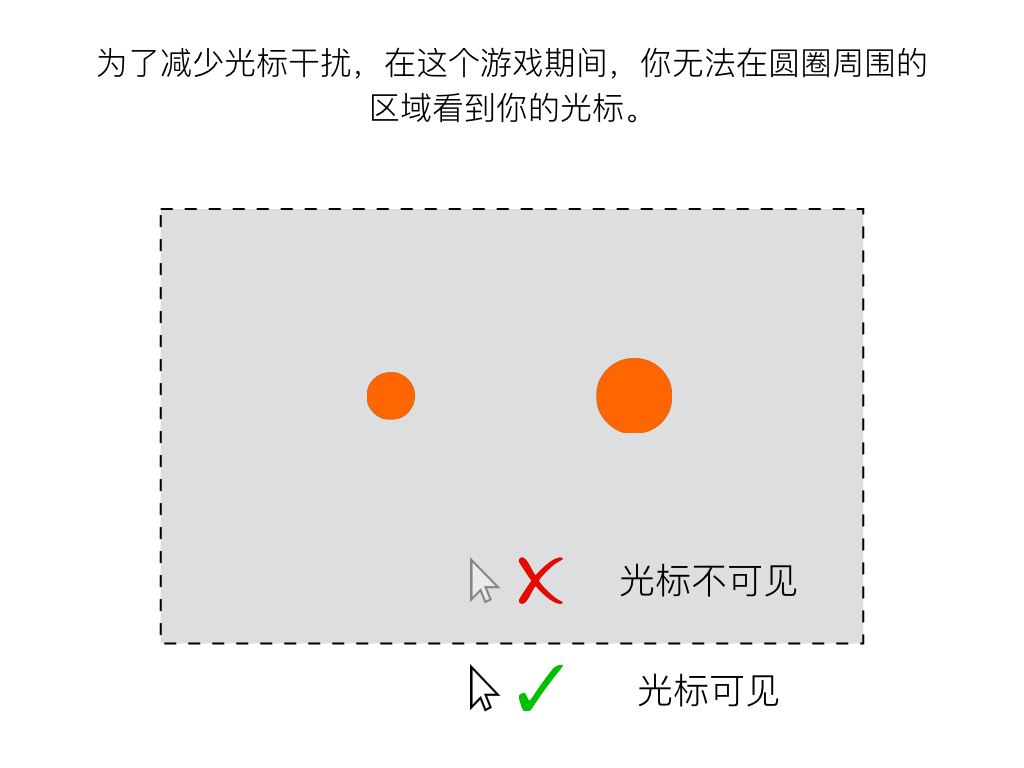 为了减少光标干扰，在这个游戏期间，你无法在圆圈周围的
区域看到你的光标。
光标不可见
光标可见